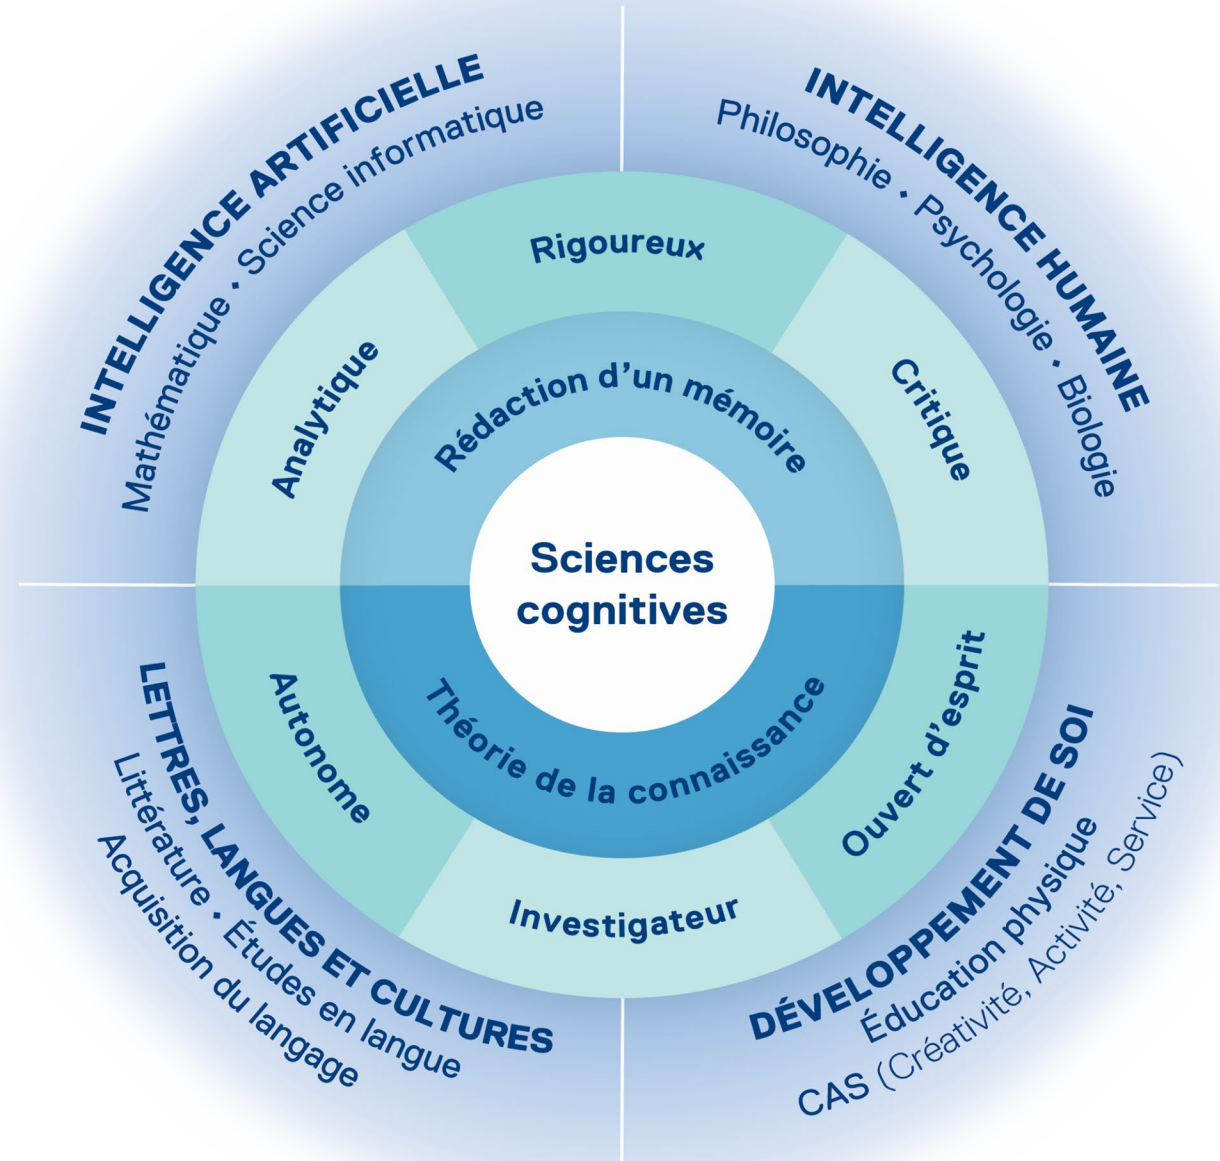 INTELLIGENCE ARTIFICIELLE
Mathématique • Science informatique
INTELLIGENCE HUMAINE
Philosophie • Psychologie • Biologie
Rigoureux
Analytique
Critique
Rédaction d’un mémoire
Sciences
cognitives
Théorie de la connaissance
Autonome
Ouvert d’esprit
Investigateur
LETTRES, LANGUES ET CULTURES
Littérature • Études en langue
Acquisition du langage
DÉVELOPPEMENT DE SOI
Éducation physique
CAS (Créativité, Activité, Service)